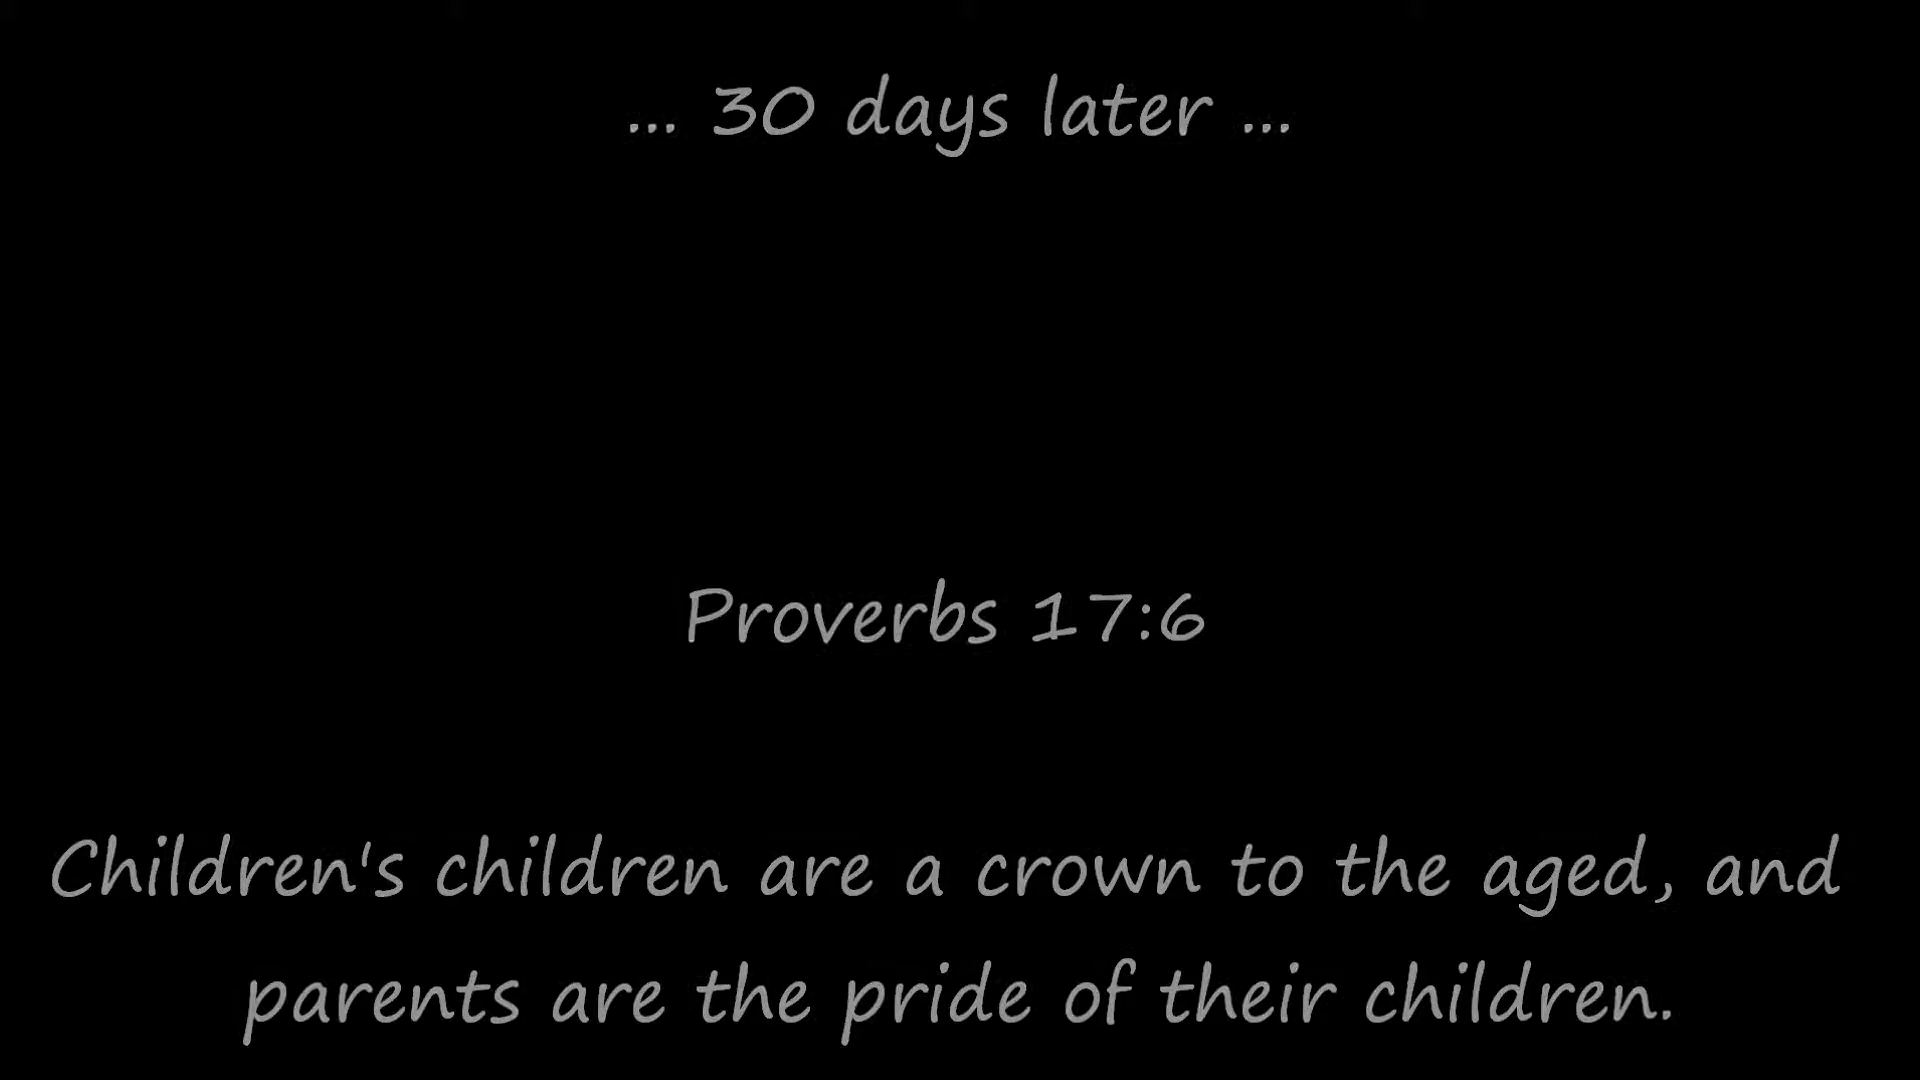 ... 30 days later ...
Proverbs 17:6
Children's children are a crown to the aged, and
parents are the pride of their children.